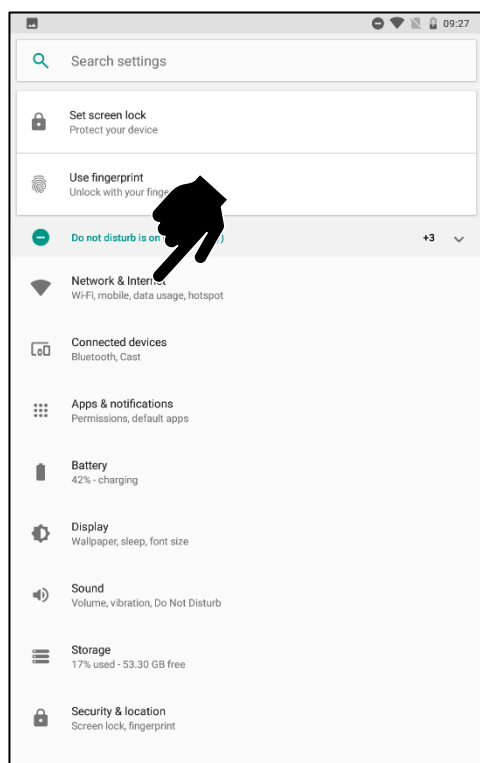 09:27
Search settings
Set screen lock
Protect your device
Use fingerprint
Unlock with your
Do not disturb is on
+3
Network & Internet
Wi-Fi, mobile, data usage, hotspot
Connected devices
Bluetooth, Cast
Apps & notifications
Permissions, default apps
Battery
42% - charging
Display
Wallpaper, sleep, font size
Sound
Volume, vibration, Do Not Disturb
Storage
17% used - 53.30 GB free
Security & location
Screen lock, fingerprint